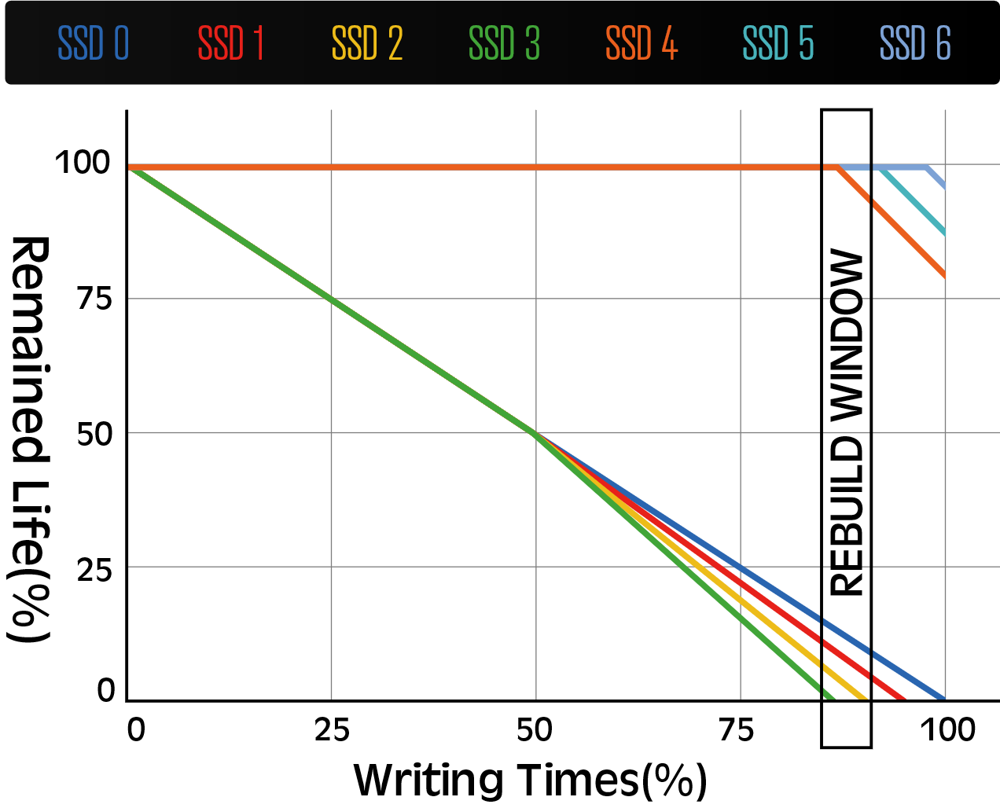 SSD 0 SSD 1 SSD 2 SSD 3 SSD 4 SSD 5 SSD 6
100
75
50
25
0
Remained Life(%)
REBUILD WINDOW
0 25 50 75 100
Writing Times(%)